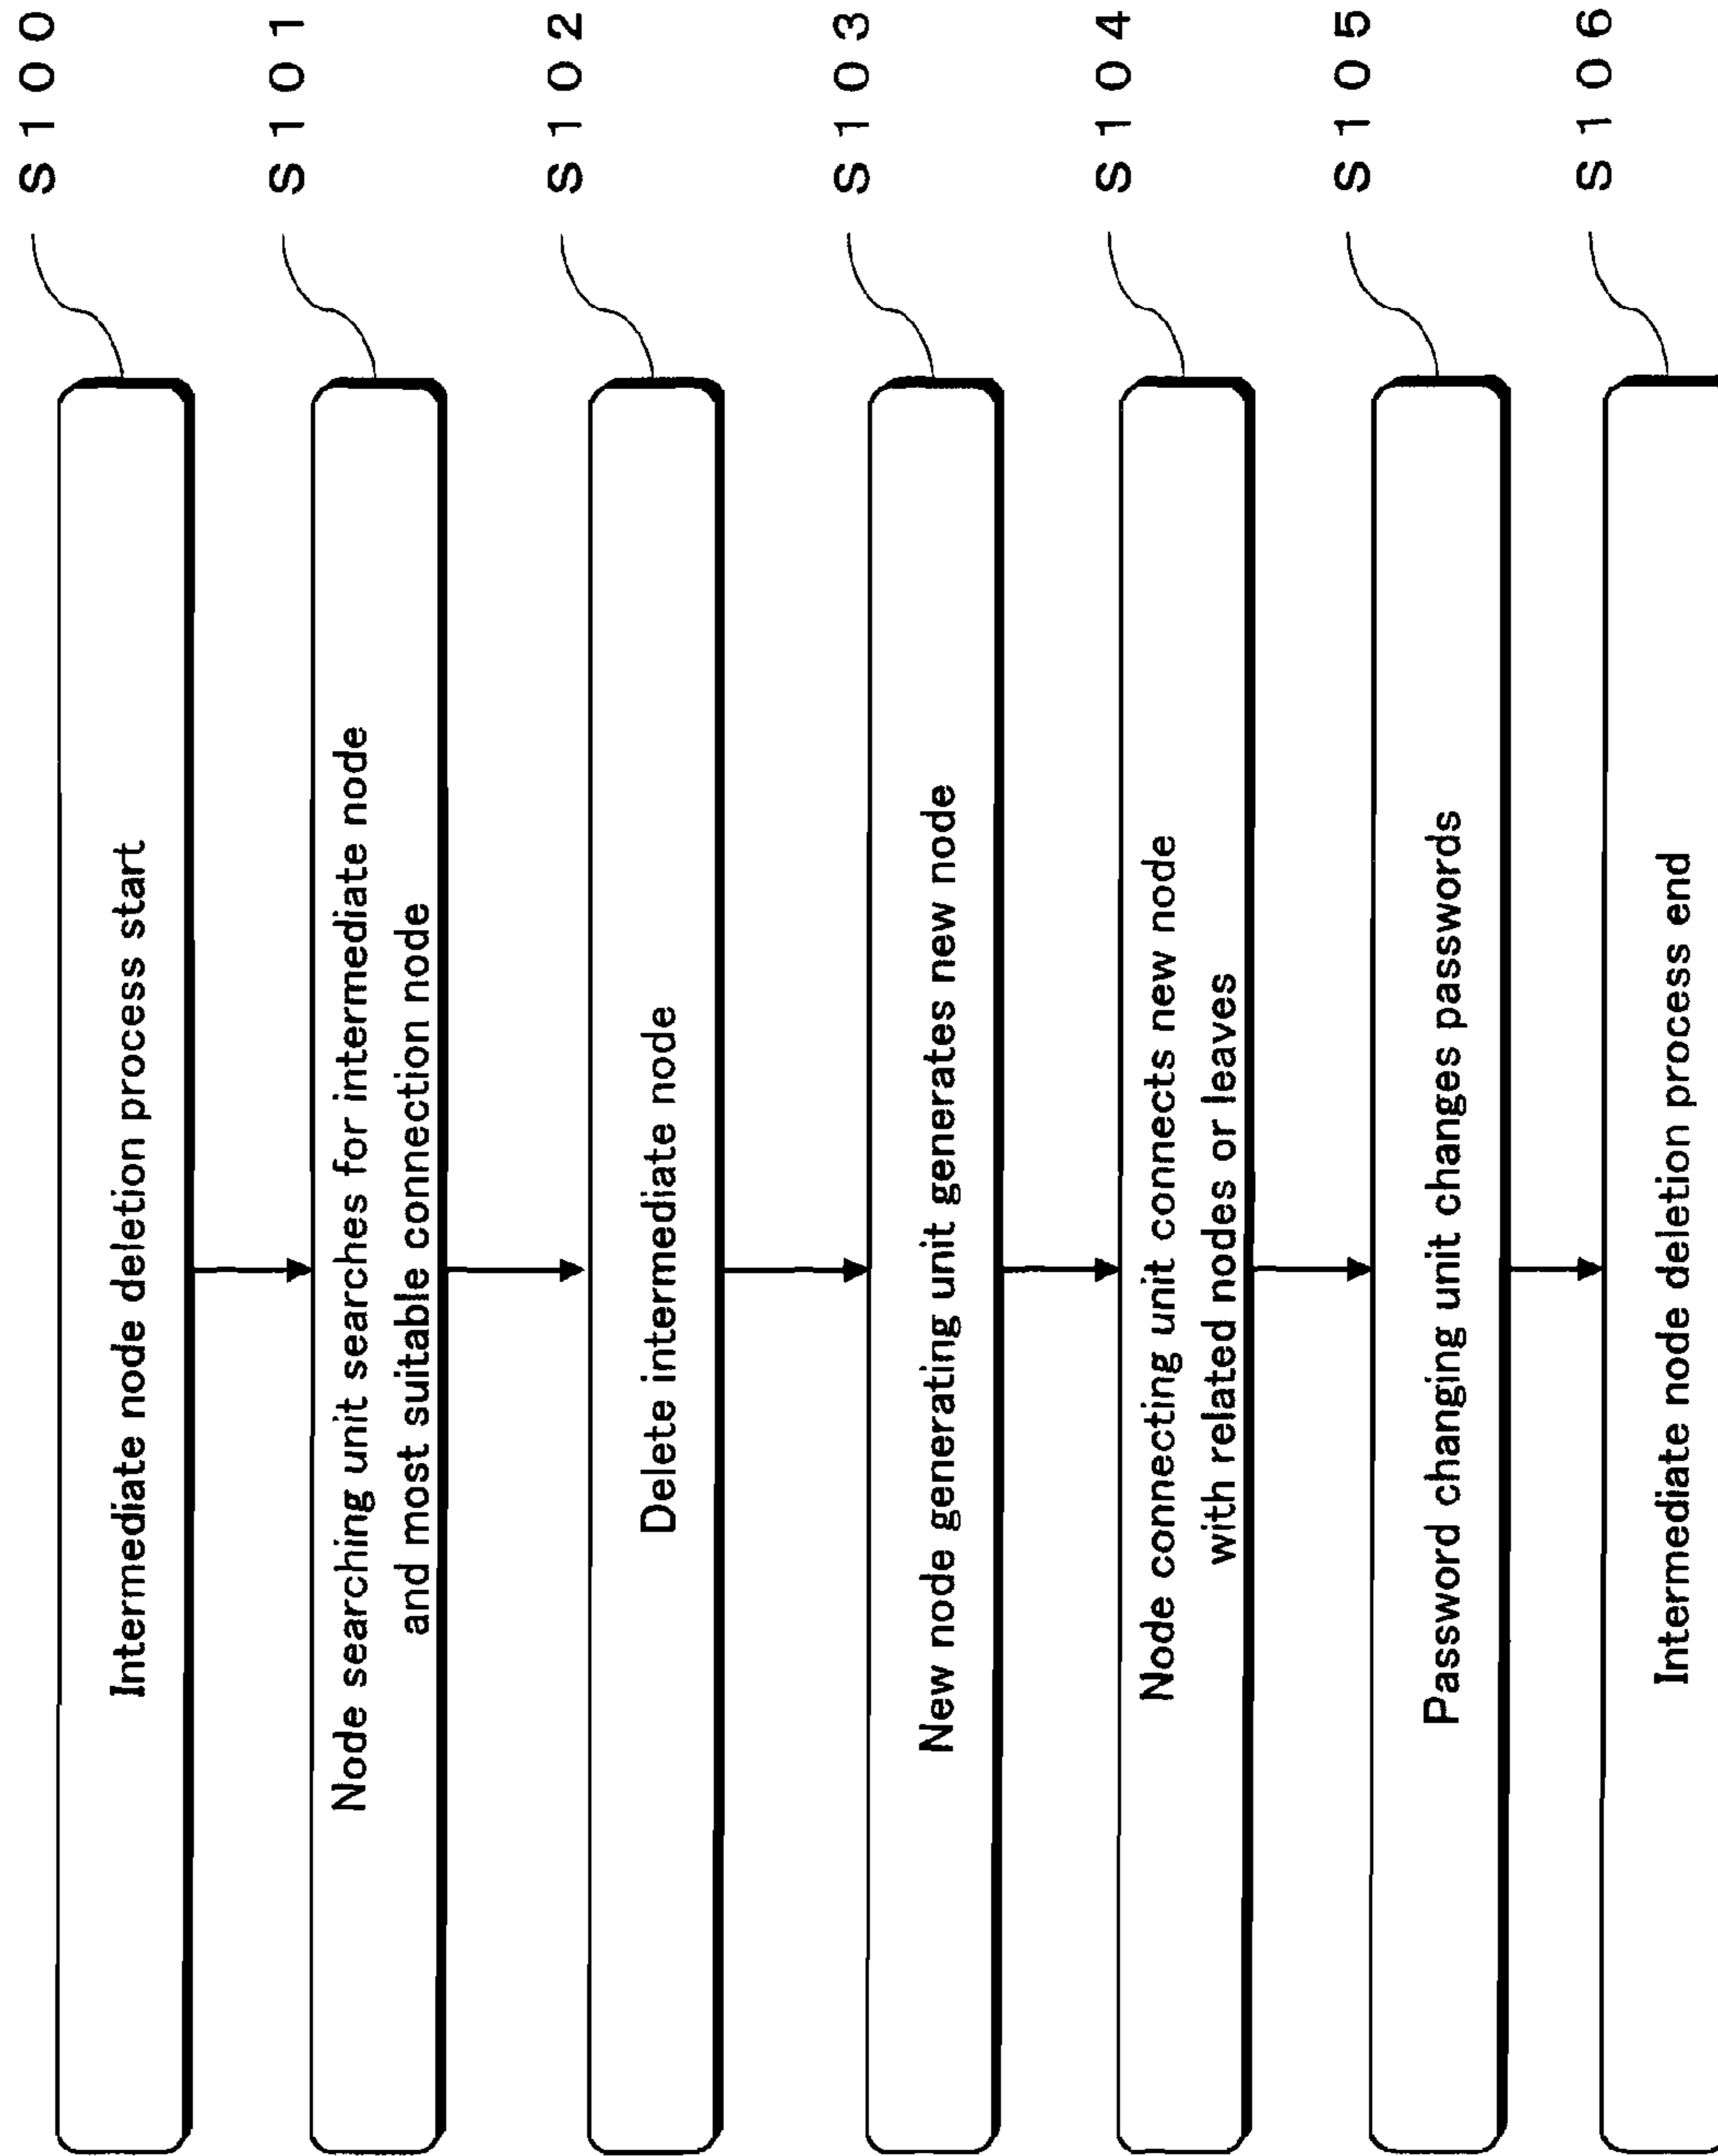 Intermediate node deletion process start
S100
Node searching unit searches for intermediate node
and most suitable connection node
S101
Delete intermediate node
S102
New node generating unit generates new node
S103
Node connecting unit connects new node
with related nodes or leaves
S104
Password changing unit changes passwords
S105
Intermediate node deletion process end
S106